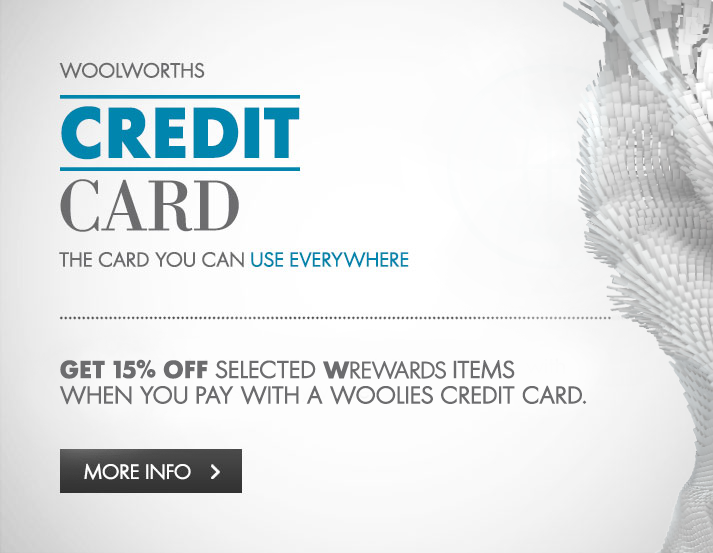 WOOLWORTHS
CREDIT
CARD
THE CARD YOU CAN USE EVERYWHERE
GET 15% OFF SELECTED WREWARDS ITEMS
WHEN YOU PAY WITH A WOOLIES CREDIT CARD.
MORE INFO >